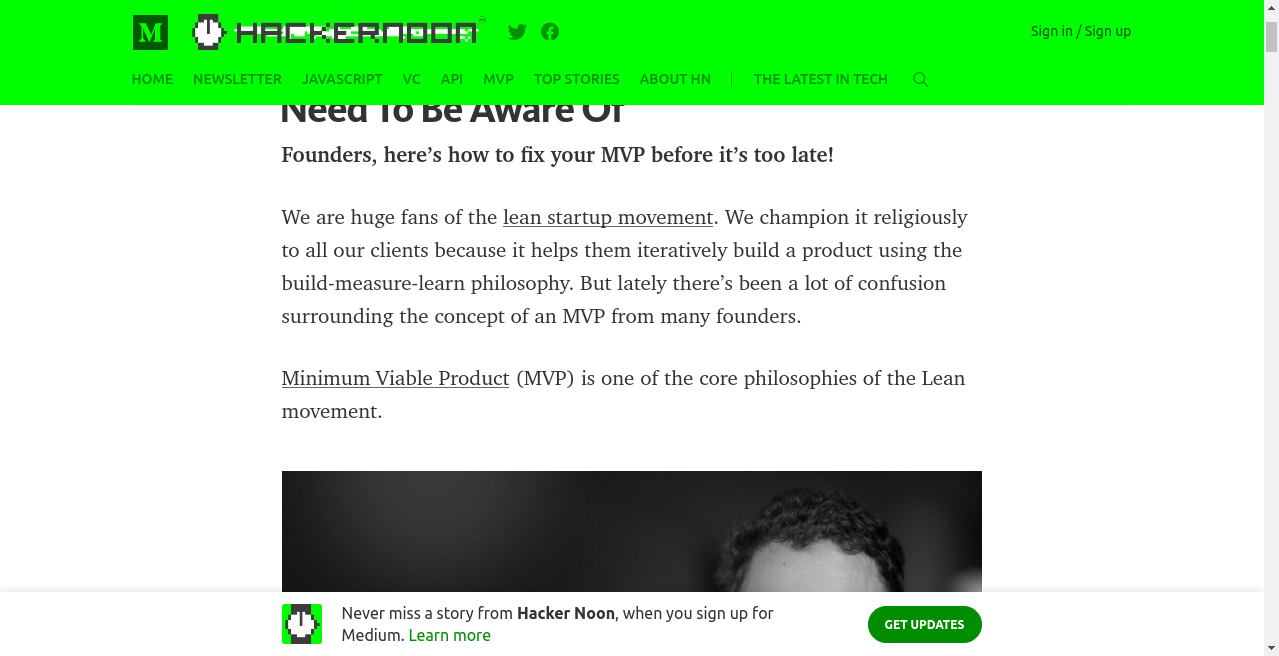 M HACKERNOON Sign in / Sign up
HOME NEWSLETTER JAVASCRIPT VC API MVP TOP STORIES ABOUT HN THE LATEST IN TECH
Need To Be Aware Of
Founders, here’s how to fix your MVP before it’s too late!
We are huge fans of the lean startup movement. We champion it religiously
to all our clients because it helps them iteratively build a product using the
build-measure-learn philosophy. But lately there’s been a lot of confusion
surrounding the concept of an MVP from many founders.
Minimum Viable Product (MVP) is one of the core philosophies of the Lean
movement.
Never miss a story from Hacker Noon, when you sign up for
Medium. Learn more
GET UPDATES